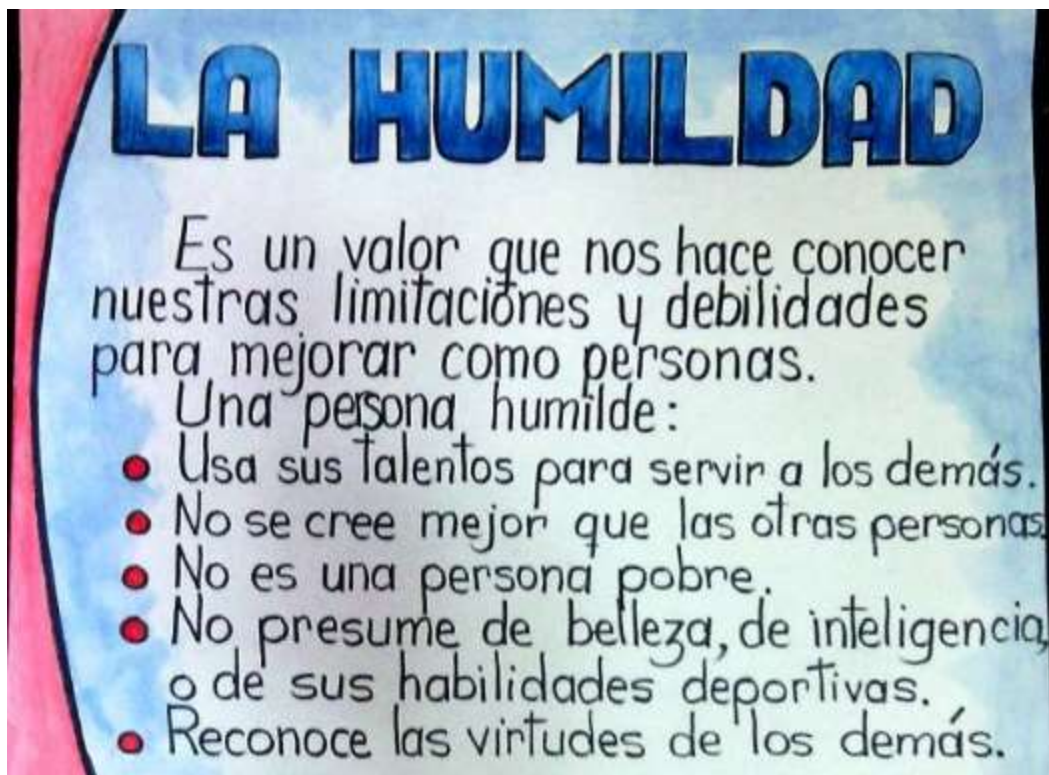 LA HUMILDAD
Es un valor que nos hace conocer
nuestras limitaciones y debilidades
para mejorar como personas.
Una persona humilde:
• Usa sus talentos para servir a los demás.
• No se cree mejor que las otras personas.
• No es una persona pobre.
• No presume de belleza, de inteligencia,
o de sus habilidades deportivas.
• Reconoce las virtudes de los demás.